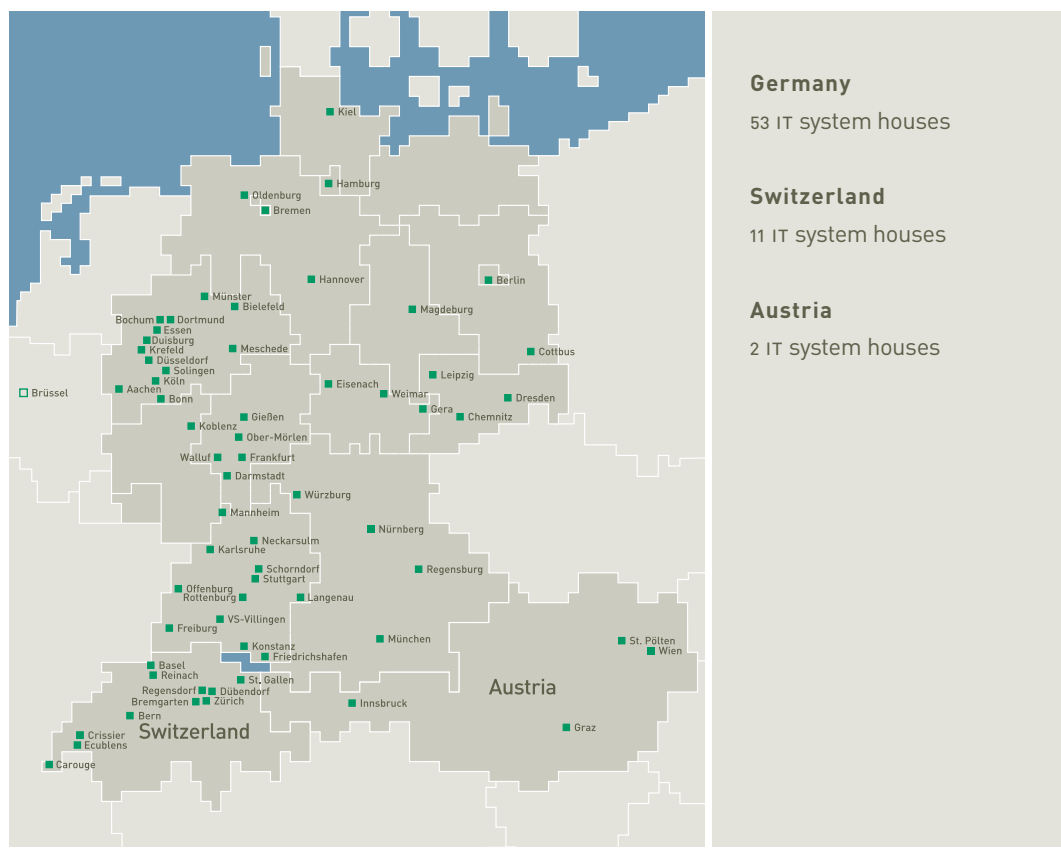 Kiel
Hamburg
Oldenburg
Bremen
Hannover
Berlin
Münster
Bielefeld
Magdeburg
Bochum
Dortmund
Essen
Duisburg
Krefeld
Meschede
Cottbus
Düsseldorf
Solingen
Köln
Leipzig
Eisenach
Aachen
Brüssel
Weimar
Bonn
Dresden
Gera
Gießen
Chemnitz
Koblenz
Ober-Mörlen
Walluf
Frankfurt
Darmstadt
Würzburg
Mannheim
Nürnberg
Neckarsulm
Karlsruhe
Schorndorf
Regensburg
Stuttgart
Offenburg
Rottenburg
Langenau
VS-Villingen
Freiburg
München
St. Pölten
Konstanz
Wien
Friedrichshafen
Basel
Reinach
St. Gallen
Regensdorf
Dübendorf
Austria
Bremgarten
Zürich
Innsbruck
Bern
Switzerland
Graz
Crissier
Ecublens
Carouge
Germany
53 IT system houses
Switzerland
11 IT system houses
Austria
2 IT system houses